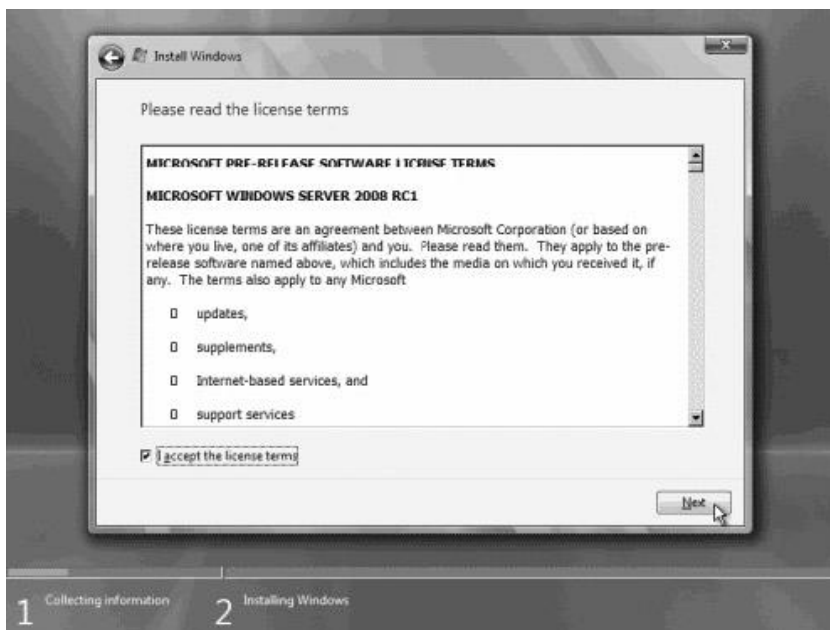 Install Windows
Please read the license terms
MICROSOFT PRE-RELEASE SOFTWARE LICENSE TERMS
MICROSOFT WINDOWS SERVER 2008 RC1
These license terms are an agreement between Microsoft Corporation (or based on
where you live, one of its affiliates) and you. Please read them. They apply to the pre-
release software named above, which includes the media on which you received it, if
any. The terms also apply to any Microsoft
updates,
supplements,
Internet-based services, and
support services
I accept the license terms
Next
1 Collecting information 2 Installing Windows